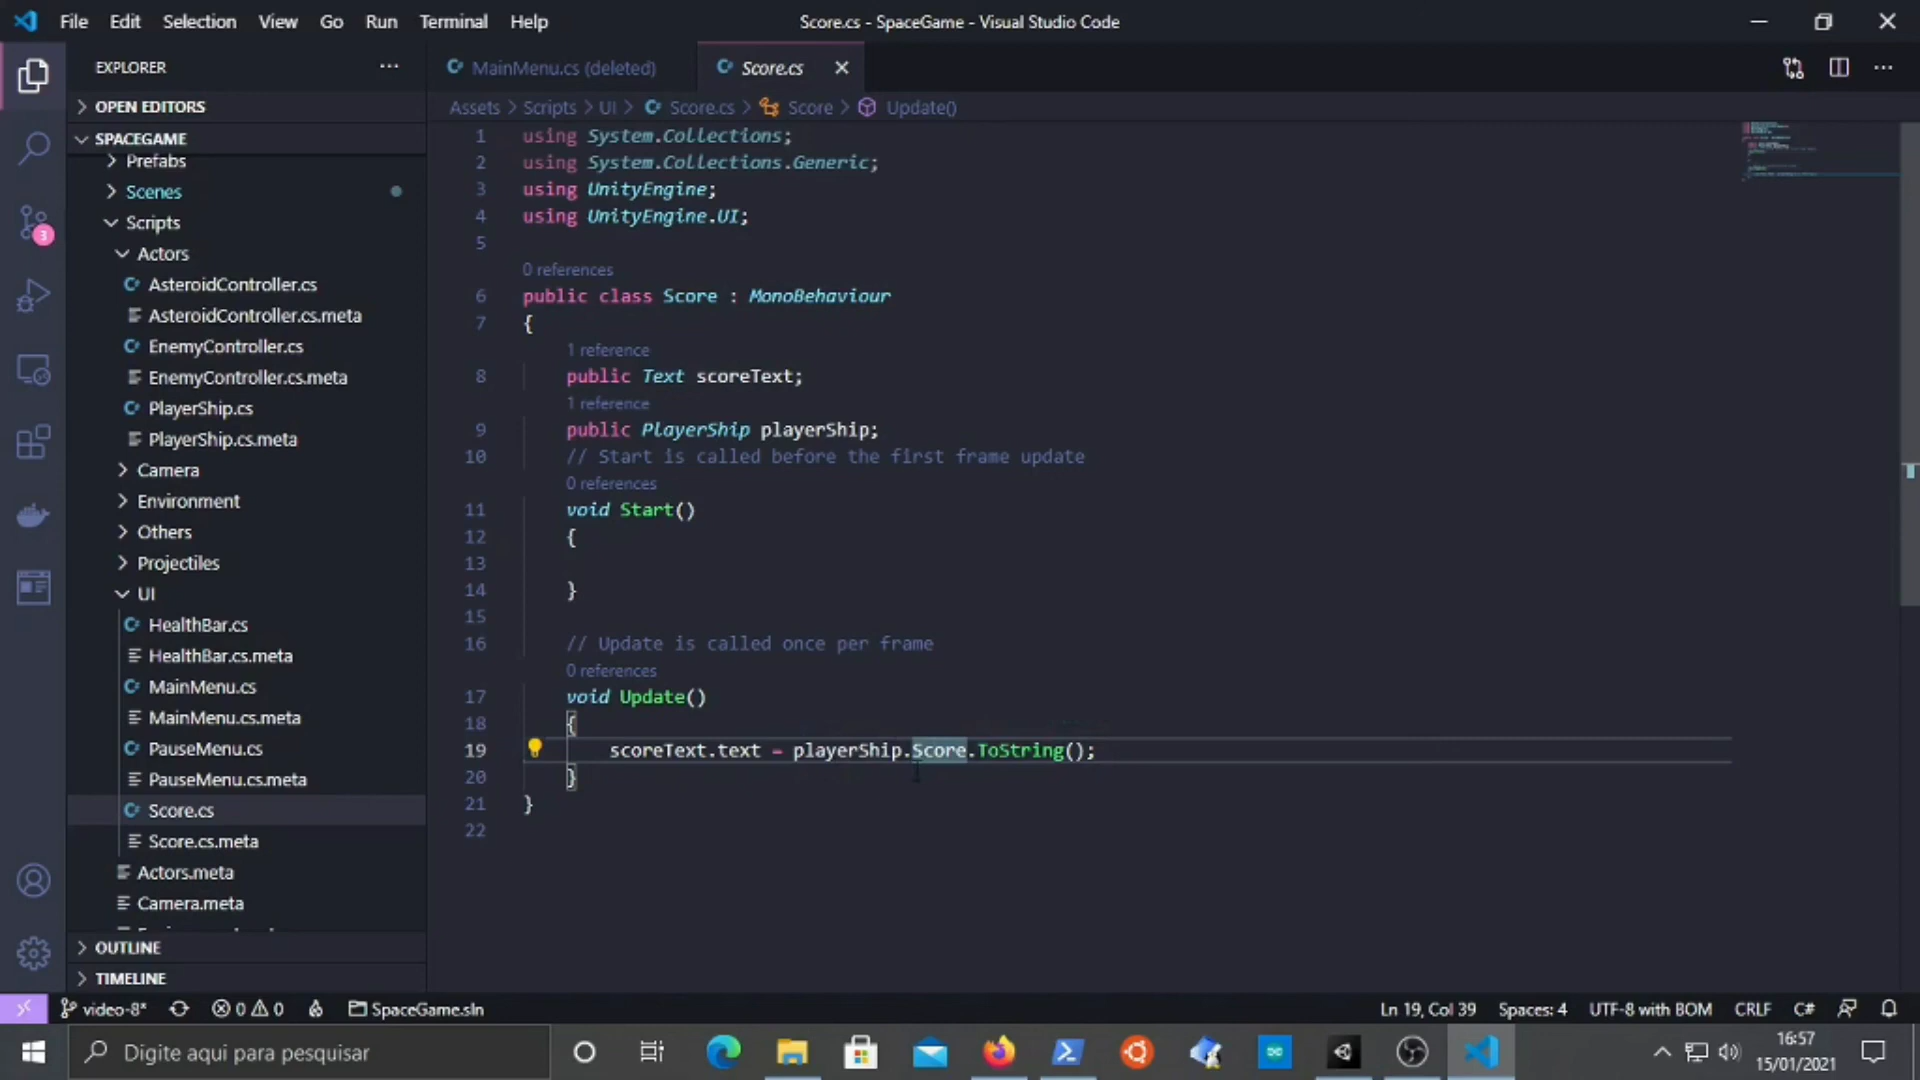 File Edit Selection View Go Run Terminal Help
Score.cs - SpaceGame - Visual Studio Code
EXPLORER
MainMenu.cs (deleted)
Score.cs
OPEN EDITORS
Assets > Scripts > UI > Score.cs > Score > Update()
SPACEGAME
Prefabs
Scenes
Scripts
Actors
AsteroidController.cs
AsteroidController.cs.meta
EnemyController.cs
EnemyController.cs.meta
PlayerShip.cs
PlayerShip.cs.meta
Camera
Environment
Others
Projectiles
UI
HealthBar.cs
HealthBar.cs.meta
MainMenu.cs
MainMenu.cs.meta
PauseMenu.cs
PauseMenu.cs.meta
Score.cs
Score.cs.meta
Actors.meta
Camera.meta
OUTLINE
TIMELINE
3
1 using System.Collections;
2 using System.Collections.Generic;
3 using UnityEngine;
4 using UnityEngine.UI;
5
0 references
6 public class Score : MonoBehaviour
7 {
1 reference
8 public Text scoreText;
1 reference
9 public PlayerShip playerShip;
10 // Start is called before the first frame update
0 references
11 void Start()
12 {
13
14 }
15
16 // Update is called once per frame
0 references
17 void Update()
18 {
19 scoreText.text = playerShip.Score.ToString();
20 }
21 }
22
video-8* 0 0 SpaceGame.sln
Ln 19, Col 39 Spaces: 4 UTF-8 with BOM CRLF C#
Digite aqui para pesquisar
16:57
15/01/2021